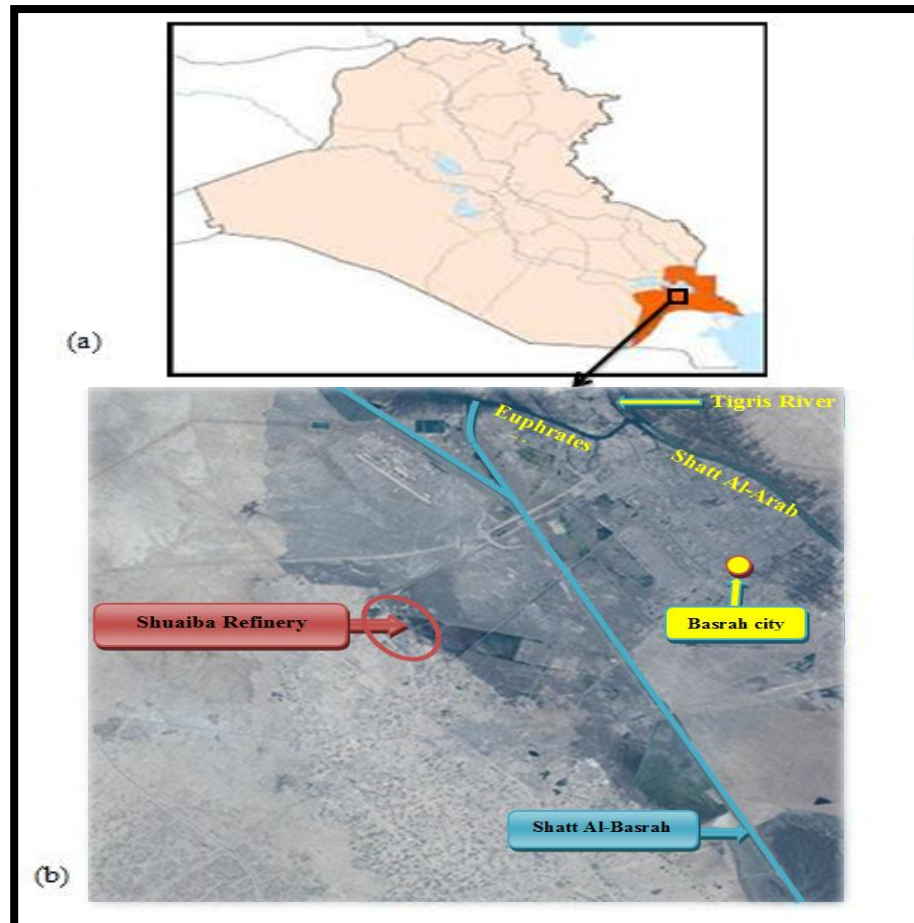 (a)
Tigris River
Euphrates
Shatt Al-Arab
Shuaiba Refinery
Basrah city
Shatt Al-Basrah
(b)